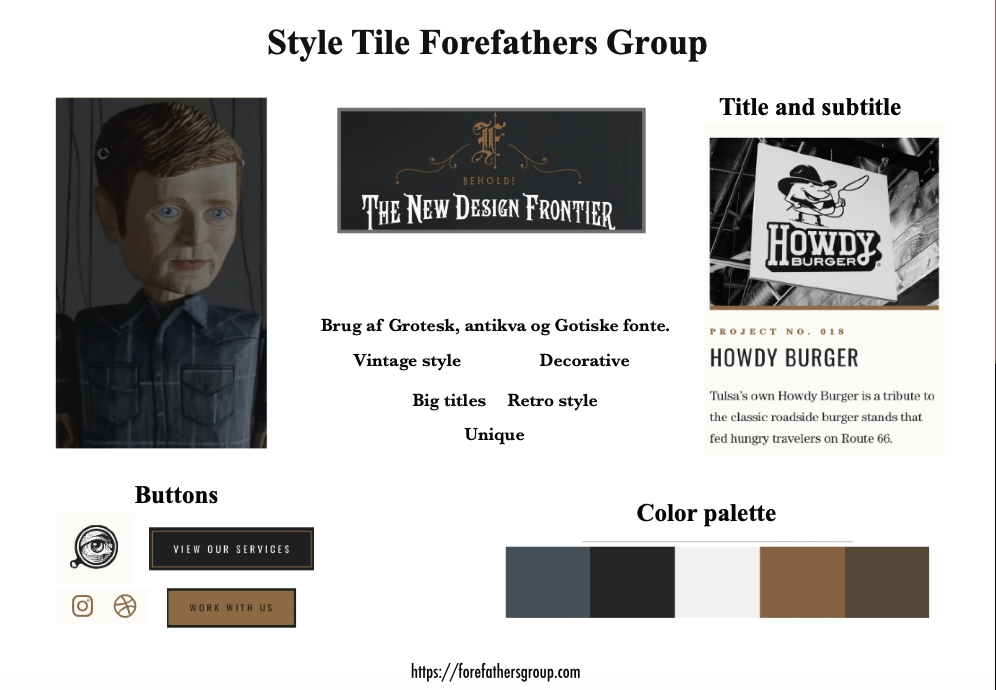 Style Tile Forefathers Group
BEHOLD!
THE NEW DESIGN FRONTIER
Title and subtitle
HOWDY
BURGER
PROJECT NO. 018
HOWDY BURGER
Tulsa's own Howdy Burger is a tribute to
the classic roadside burger stands that
fed hungry travelers on Route 66.
Brug af Grotesk, antikva og Gotiske fonte.
Vintage style
Decorative
Big titles
Retro style
Unique
Buttons
VIEW OUR SERVICES
WORK WITH US
Color palette
https://forefathersgroup.com